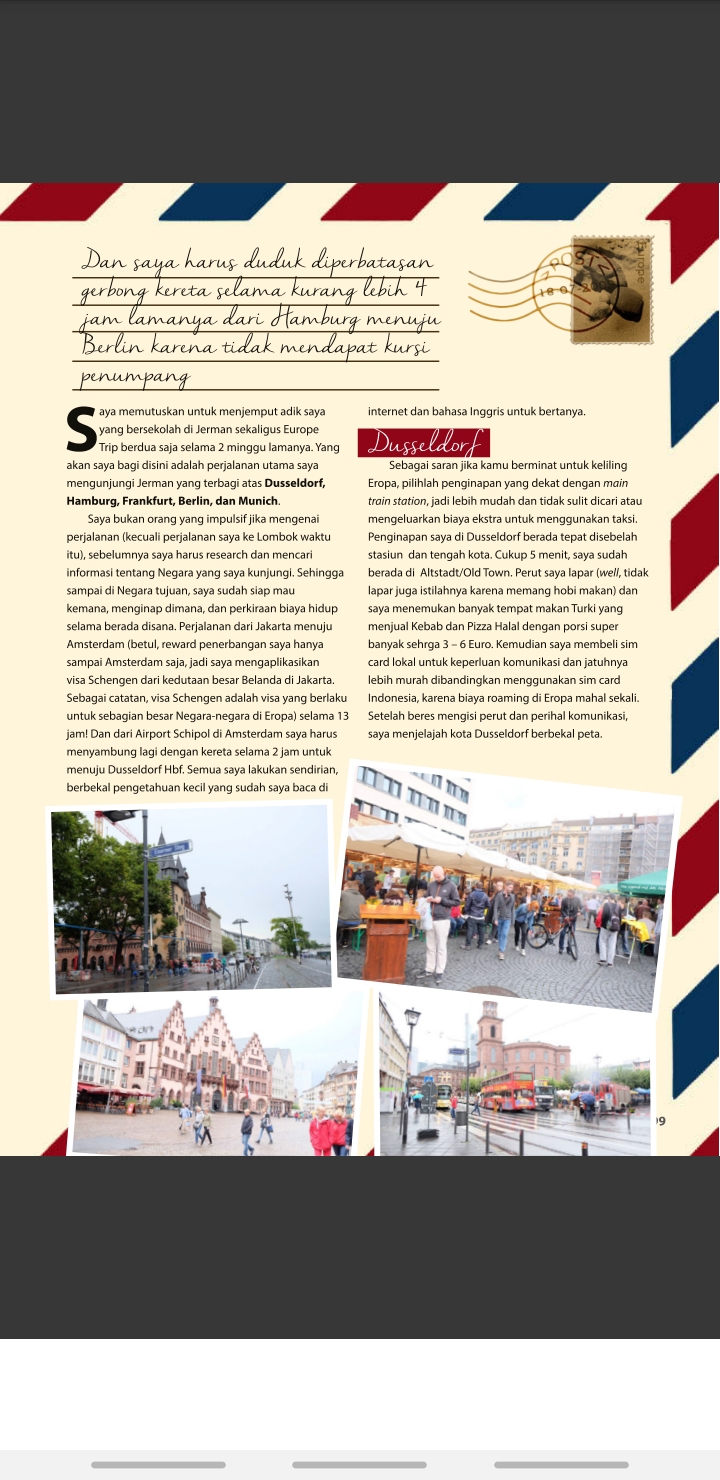 Dan saya harus duduk diperbatasan
gerbong kereta selama kurang lebih 4
jam lamanya dari Hamburg menuju
Berlin karena tidak mendapat kursi
penumpang
POST
18 07 20
Europe
Saya memutuskan untuk menjemput adik saya
yang bersekolah di Jerman sekaligus Europe
Trip berdua saja selama 2 minggu lamanya. Yang
akan saya bagi disini adalah perjalanan utama saya
mengunjungi Jerman yang terbagi atas Dusseldorf,
Hamburg, Frankfurt, Berlin, dan Munich.
Saya bukan orang yang impulsif jika mengenai
perjalanan (kecuali perjalanan saya ke Lombok waktu
itu), sebelumnya saya harus research dan mencari
informasi tentang Negara yang saya kunjungi. Sehingga
sampai di Negara tujuan, saya sudah siap mau
kemana, menginap dimana, dan perkiraan biaya hidup
selama berada disana. Perjalanan dari Jakarta menuju
Amsterdam (betul, reward penerbangan saya hanya
sampai Amsterdam saja, jadi saya mengaplikasikan
visa Schengen dari kedutaan besar Belanda di Jakarta.
Sebagai catatan, visa Schengen adalah visa yang berlaku
untuk sebagian besar Negara-negara di Eropa) selama 13
jam! Dan dari Airport Schipol di Amsterdam saya harus
menyambung lagi dengan kereta selama 2 jam untuk
menuju Dusseldorf Hbf. Semua saya lakukan sendirian,
berbekal pengetahuan kecil yang sudah saya baca di
internet dan bahasa Inggris untuk bertanya.
Dusseldorf
Sebagai saran jika kamu berminat untuk keliling
Eropa, pilihlah penginapan yang dekat dengan main
train station, jadi lebih mudah dan tidak sulit dicari atau
mengeluarkan biaya ekstra untuk menggunakan taksi.
Penginapan saya di Dusseldorf berada tepat disebelah
stasiun dan tengah kota. Cukup 5 menit, saya sudah
berada di Altstadt/Old Town. Perut saya lapar (well, tidak
lapar juga istilahnya karena memang hobi makan) dan
saya menemukan banyak tempat makan Turki yang
menjual Kebab dan Pizza Halal dengan porsi super
banyak sehrga 3 – 6 Euro. Kemudian saya membeli sim
card lokal untuk keperluan komunikasi dan jatuhnya
lebih murah dibandingkan menggunakan sim card
Indonesia, karena biaya roaming di Eropa mahal sekali.
Setelah beres mengisi perut dan perihal komunikasi,
saya menjelajah kota Dusseldorf berbekal peta.
99